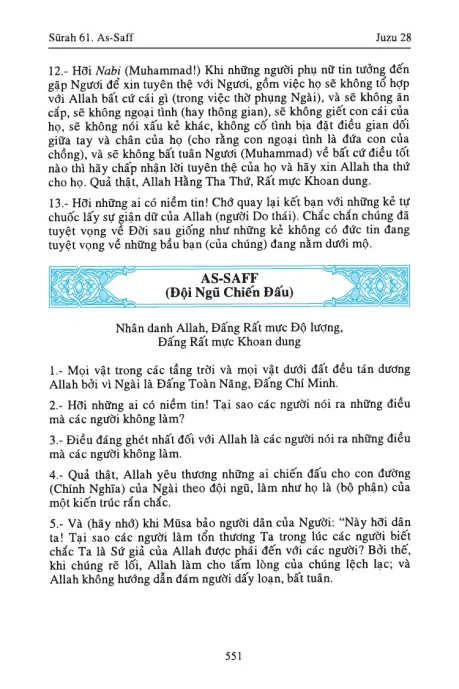 Sūrah 61. As-Saff Juzu 28
12.- Hỡi Nabi (Muhammad!) Khi những người phụ nữ tin tưởng đến
gặp Ngươi để xin tuyên thệ với Ngươi, gồm việc họ sẽ không tổ hợp
với Allah bất cứ cái gì (trong việc thờ phụng Ngài), và sẽ không ăn
cắp, sẽ không ngoại tình (hay thông gian), sẽ không giết con cái của
họ, sẽ không nói xấu kẻ khác, không cố tình bịa đặt điều gian dối
giữa tay và chân của họ (cho rằng con ngoại tình là đứa con của
chồng), và sẽ không bất tuân Ngươi (Muhammad) về bất cứ điều tốt
nào thì hãy chấp nhận lời tuyên thệ của họ và hãy xin Allah tha thứ
cho họ. Quả thật, Allah Hằng Tha Thứ, Rất mực Khoan dung.
13.- Hỡi những ai có niềm tin! Chớ quay lại kết bạn với những kẻ tự
chuốc lấy sự giận dữ của Allah (người Do thái). Chắc chắn chúng đã
tuyệt vọng về Đời sau giống như những kẻ không có đức tin đang
tuyệt vọng về những bầu bạn (của chúng) đang nằm dưới mộ.
AS-SAFF
(Đội Ngũ Chiến Đấu)
Nhân danh Allah, Đấng Rất mực Độ lượng,
Đấng Rất mực Khoan dung
1.- Mọi vật trong các tầng trời và mọi vật dưới đất đều tán dương
Allah bởi vì Ngài là Đấng Toàn Năng, Đấng Chí Minh.
2.- Hỡi những ai có niềm tin! Tại sao các người nói ra những điều
mà các người không làm?
3.- Điều đáng ghét nhất đối với Allah là các người nói ra những điều
mà các người không làm.
4.- Quả thật, Allah yêu thương những ai chiến đấu cho con đường
(Chính Nghĩa) của Ngài theo đội ngũ, làm như họ là (bộ phận) của
một kiến trúc rắn chắc.
5.- Và (hãy nhớ) khi Mūsa bảo người dân của Người: “Này hỡi dân
ta! Tại sao các người làm tổn thương Ta trong lúc các người biết
chắc Ta là Sứ giả của Allah được phái đến với các người? Bởi thế,
khi chúng rẽ lối, Allah làm cho tấm lòng của chúng lệch lạc; và
Allah không hướng dẫn đám người dấy loạn, bất tuân.
551